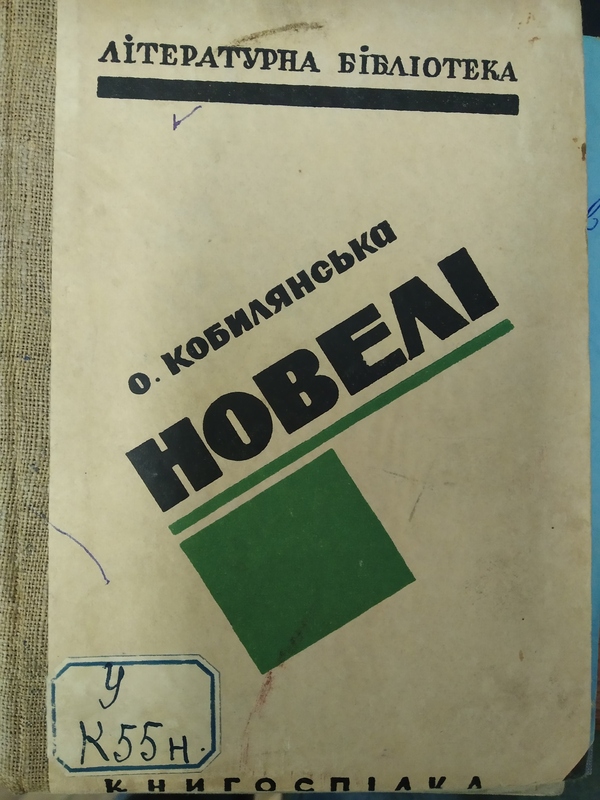 ЛІТЕРАТУРНА БІБЛІОТЕКА
О. КОБИЛЯНСЬКА
НОВЕЛІ
У
К55н.
КНИГОСПІЛКА